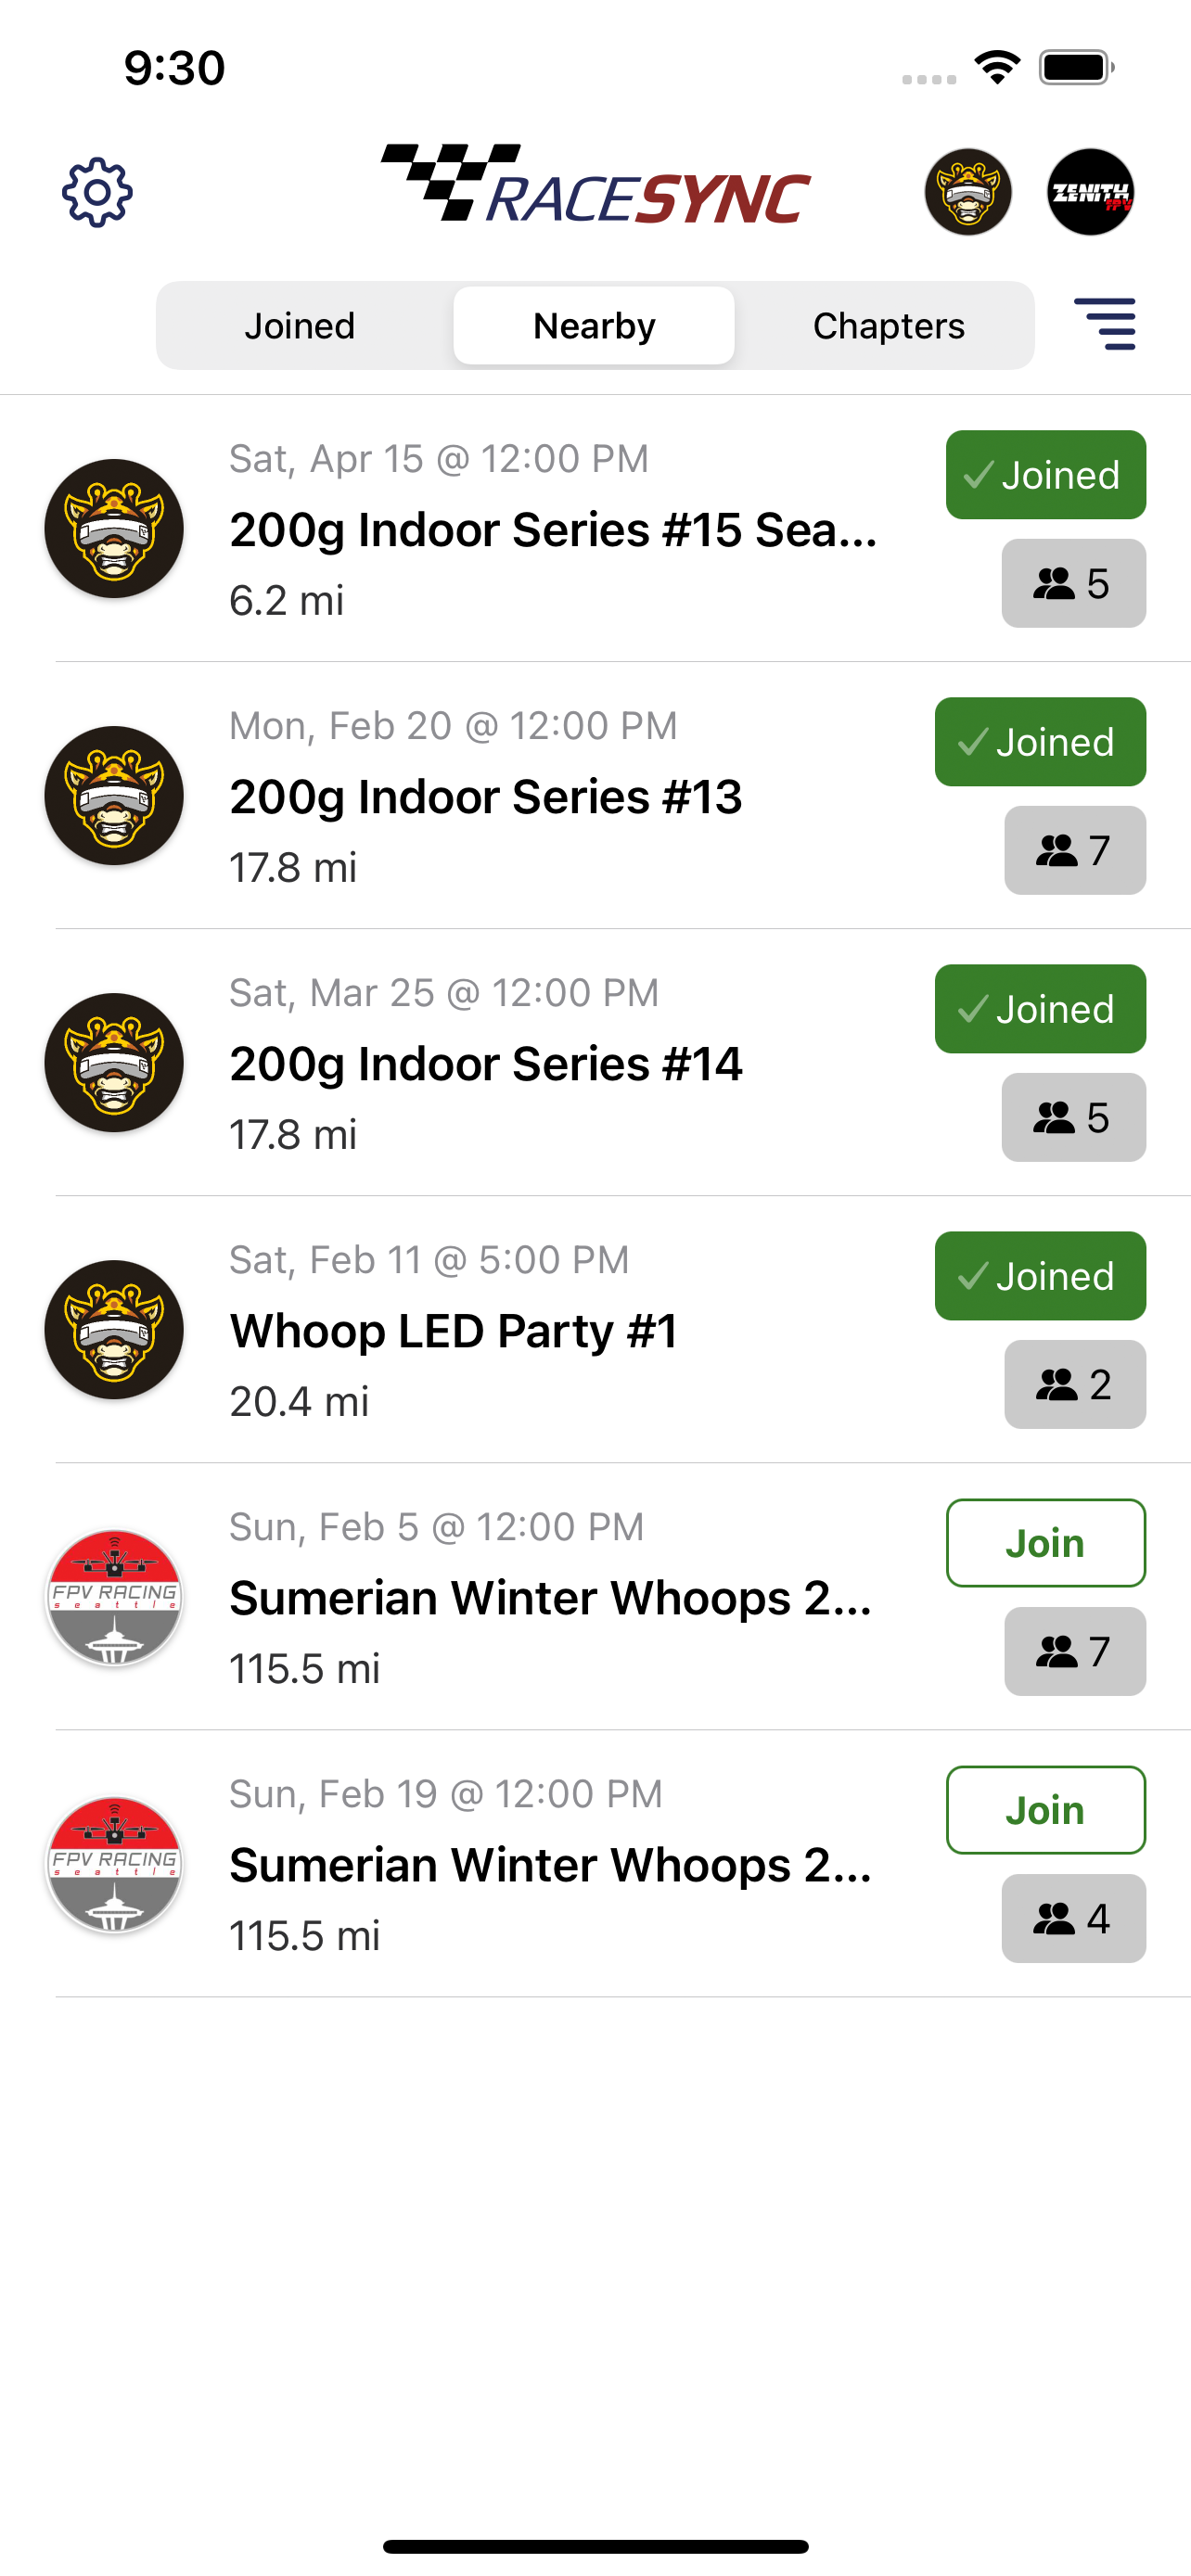 9:30
RACESYNC
ZENITH
FPV
Joined
Nearby
Chapters
Sat, Apr 15 @ 12:00 PM
200g Indoor Series #15 Sea...
6.2 mi
Joined
5
Mon, Feb 20 @ 12:00 PM
200g Indoor Series #13
17.8 mi
Joined
7
Sat, Mar 25 @ 12:00 PM
200g Indoor Series #14
17.8 mi
Joined
5
Sat, Feb 11 @ 5:00 PM
Whoop LED Party #1
20.4 mi
Joined
2
FPV RACING
seattle
Sun, Feb 5 @ 12:00 PM
Sumerian Winter Whoops 2...
115.5 mi
Join
7
FPV RACING
seattle
Sun, Feb 19 @ 12:00 PM
Sumerian Winter Whoops 2...
115.5 mi
Join
4